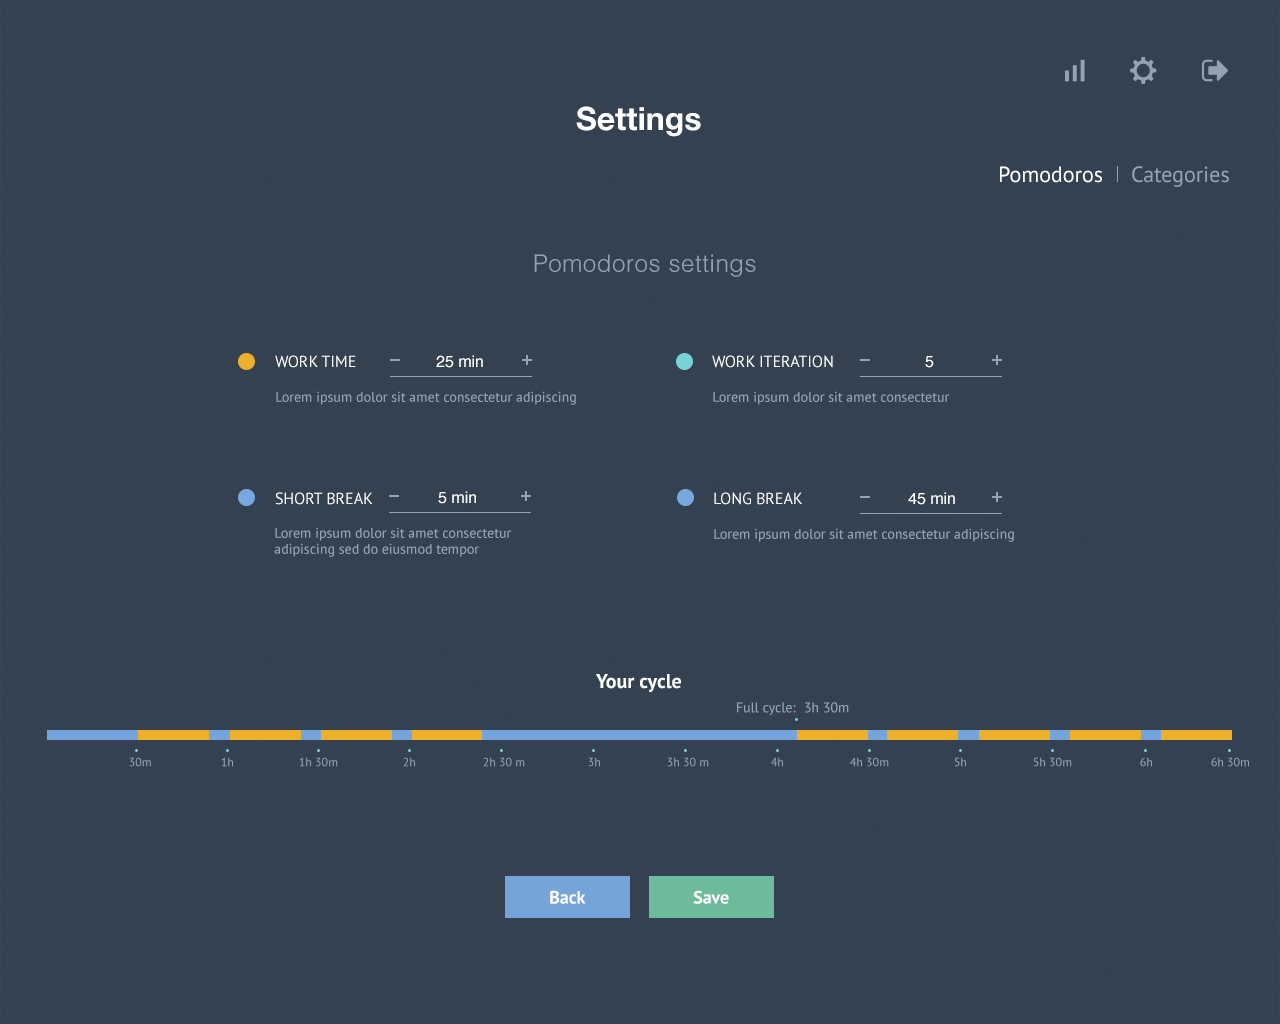 Settings
Pomodoros | Categories
Pomodoros settings
WORK TIME − 25 min +
Lorem ipsum dolor sit amet consectetur adipiscing
WORK ITERATION − 5 +
Lorem ipsum dolor sit amet consectetur
SHORT BREAK − 5 min +
Lorem ipsum dolor sit amet consectetur
adipiscing sed do eiusmod tempor
LONG BREAK − 45 min +
Lorem ipsum dolor sit amet consectetur adipiscing
Your cycle
Full cycle: 3h 30m
30m 1h 1h 30m 2h 2h 30 m 3h 3h 30 m 4h 4h 30m 5h 5h 30m 6h 6h 30m
Back Save